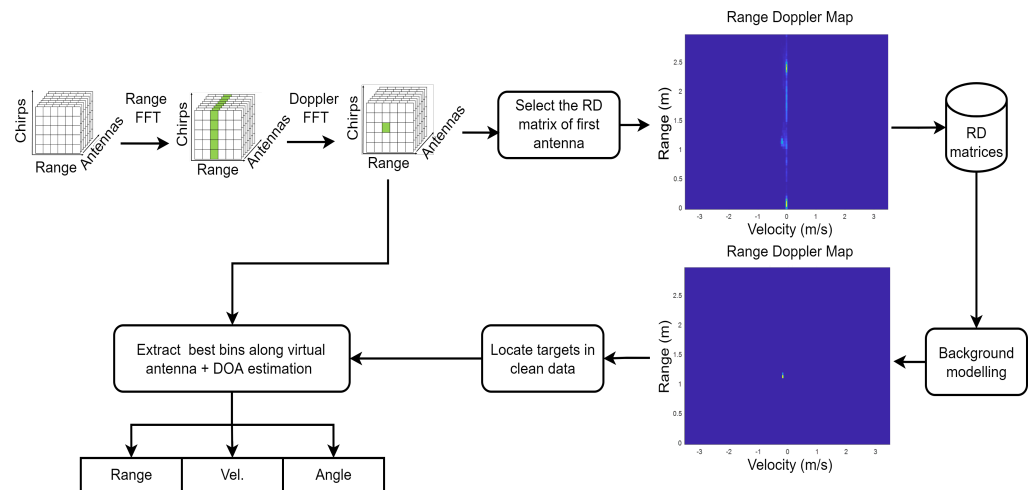 Range Doppler Map
Chirps
Range
Antennas
Range
FFT
Chirps
Range
Antennas
Doppler
FFT
Chirps
Range
Antennas
Select the RD
matrix of first
antenna
Range (m)
2.5
2
1.5
1
0.5
0
-3 -2 -1 0 1 2 3
Velocity (m/s)
RD
matrices
Range Doppler Map
Range (m)
2.5
2
1.5
1
0.5
0
-3 -2 -1 0 1 2 3
Velocity (m/s)
Background
modelling
Locate targets in
clean data
Extract best bins along virtual
antenna + DOA estimation
Range Vel. Angle